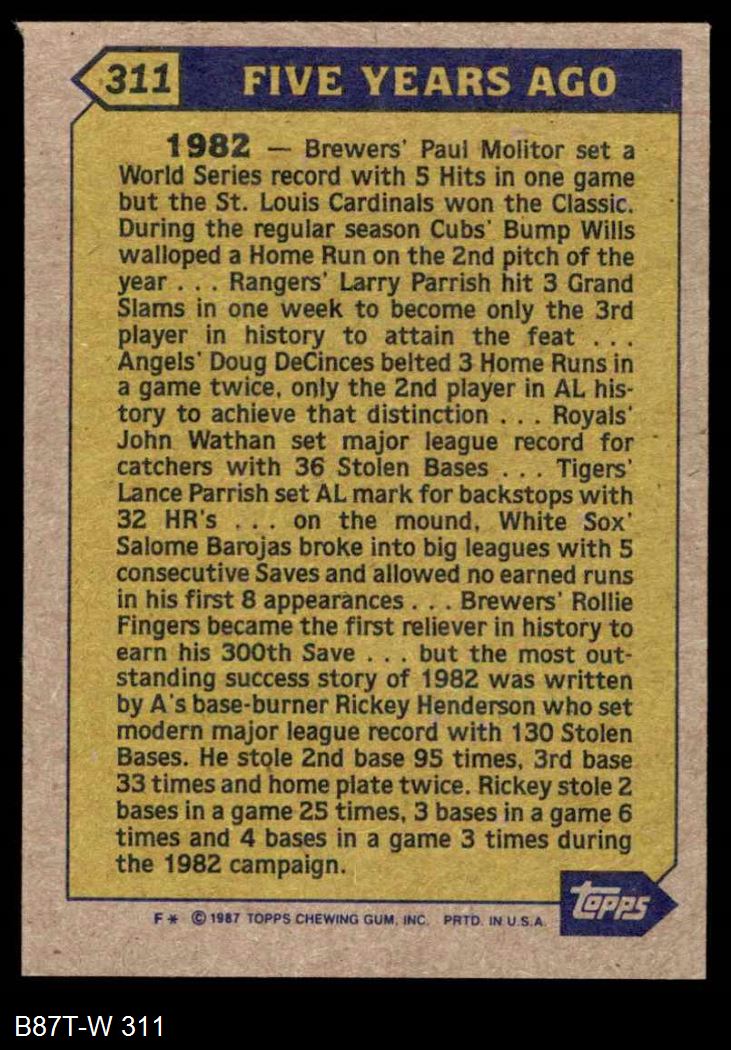 311 FIVE YEARS AGO
1982 — Brewers' Paul Molitor set a
World Series record with 5 Hits in one game
but the St. Louis Cardinals won the Classic.
During the regular season Cubs' Bump Wills
walloped a Home Run on the 2nd pitch of the
year . . . Rangers' Larry Parrish hit 3 Grand
Slams in one week to become only the 3rd
player in history to attain the feat . . .
Angels' Doug DeCinces belted 3 Home Runs in
a game twice, only the 2nd player in AL his-
tory to achieve that distinction . . . Royals'
John Wathan set major league record for
catchers with 36 Stolen Bases . . . Tigers'
Lance Parrish set AL mark for backstops with
32 HR's . . . on the mound, White Sox'
Salome Barojas broke into big leagues with 5
consecutive Saves and allowed no earned runs
in his first 8 appearances . . . Brewers' Rollie
Fingers became the first reliever in history to
earn his 300th Save . . . but the most out-
standing success story of 1982 was written
by A's base-burner Rickey Henderson who set
modern major league record with 130 Stolen
Bases. He stole 2nd base 95 times, 3rd base
33 times and home plate twice. Rickey stole 2
bases in a game 25 times, 3 bases in a game 6
times and 4 bases in a game 3 times during
the 1982 campaign.
topps
F* © 1987 TOPPS CHEWING GUM, INC. PRTD. IN U.S.A.
B87T-W 311